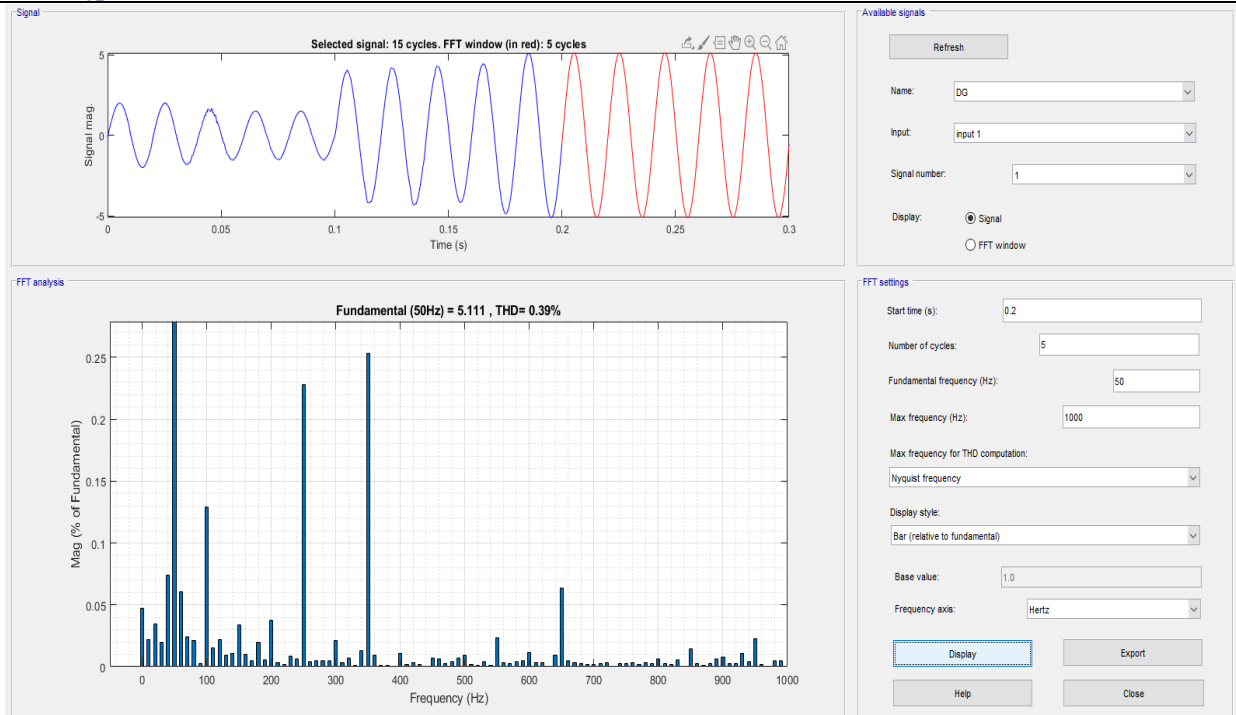 Signal
Selected signal: 15 cycles. FFT window (in red): 5 cycles
5
0
-5
Signal mag.
0 0.05 0.1 0.15 0.2 0.25 0.3
Time (s)
Available signals
Refresh
Name: DG
Input: input 1
Signal number: 1
Display: Signal
FFT window
FFT analysis
Fundamental (50Hz) = 5.111 , THD= 0.39%
0.25
0.2
0.15
0.1
0.05
0
Mag (% of Fundamental)
0 100 200 300 400 500 600 700 800 900 1000
Frequency (Hz)
FFT settings
Start time (s): 0.2
Number of cycles: 5
Fundamental frequency (Hz): 50
Max frequency (Hz): 1000
Max frequency for THD computation:
Nyquist frequency
Display style:
Bar (relative to fundamental)
Base value: 1.0
Frequency axis: Hertz
Display Export
Help Close